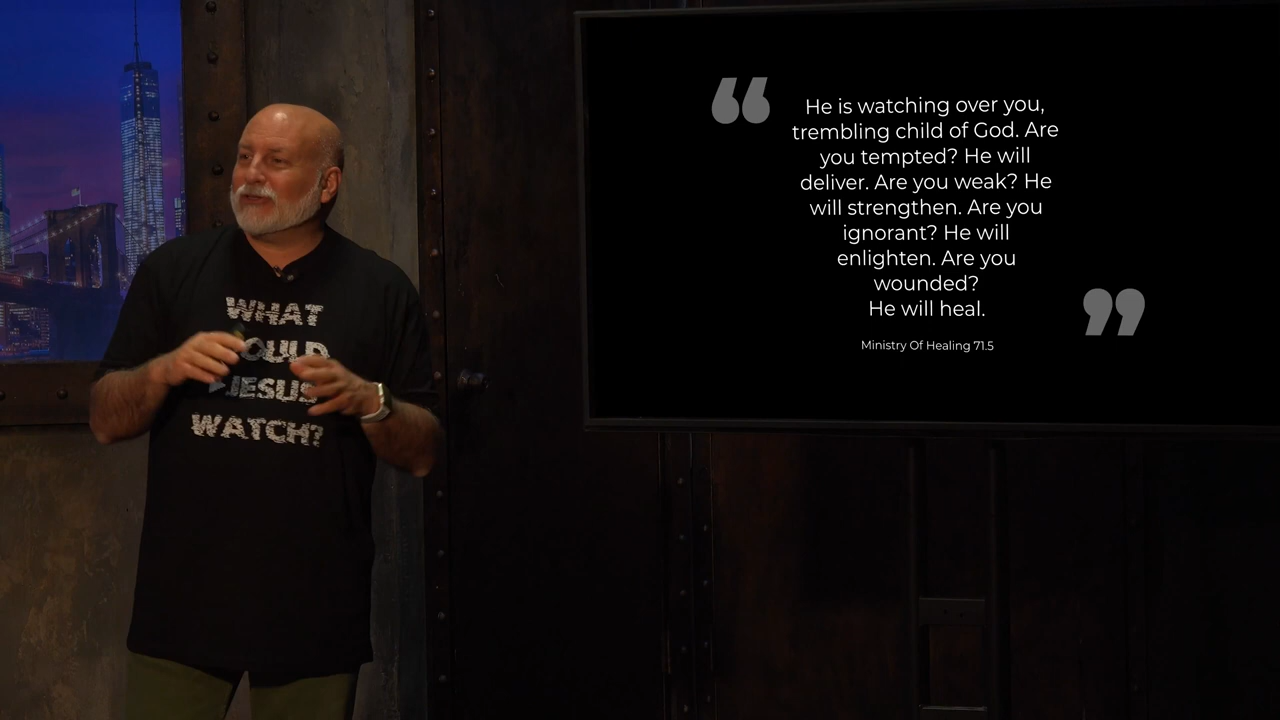 WHAT
JESUS
WATCH?
He is watching over you,
trembling child of God. Are
you tempted? He will
deliver. Are you weak? He
will strengthen. Are you
ignorant? He will
enlighten. Are you
wounded?
He will heal.
Ministry Of Healing 71.5